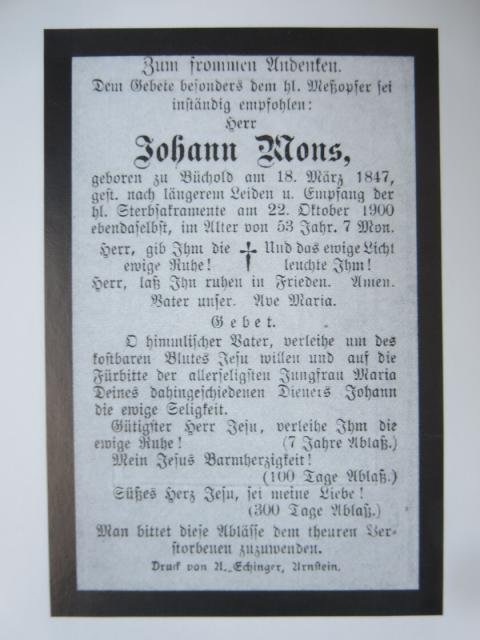 Zum frommen Andenken.
Dem Gebete besonders dem hl. Meßopfer sei
inständig empfohlen:
Herr
Johann Mons,
geboren zu Büchold am 18. März 1847,
gest. nach längerem Leiden u. Empfang der
hl. Sterbsakramente am 22. Oktober 1900
ebendaselbst, im Alter von 53 Jahr. 7 Mon.
Herr, gib Ihm die † Und das ewige Licht
ewige Ruhe! leuchte Ihm!
Herr, laß Ihn ruhen in Frieden. Amen.
Vater unser. Ave Maria.
Gebet.
O himmlischer Vater, verleihe um des
kostbaren Blutes Jesu willen und auf die
Fürbitte der allerseligsten Jungfrau Maria
Deines dahingeschiedenen Dieners Johann
die ewige Seligkeit.
Gütigster Herr Jesu, verleihe Ihm die
ewige Ruhe! (7 Jahre Ablaß.)
Mein Jesus Barmherzigkeit!
(100 Tage Ablaß.)
Süßes Herz Jesu, sei meine Liebe!
(300 Tage Ablaß.)
Man bittet diese Ablässe dem theuren Ver-
storbenen zuzuwenden.
Druck von A. Echinger, Arnstein.